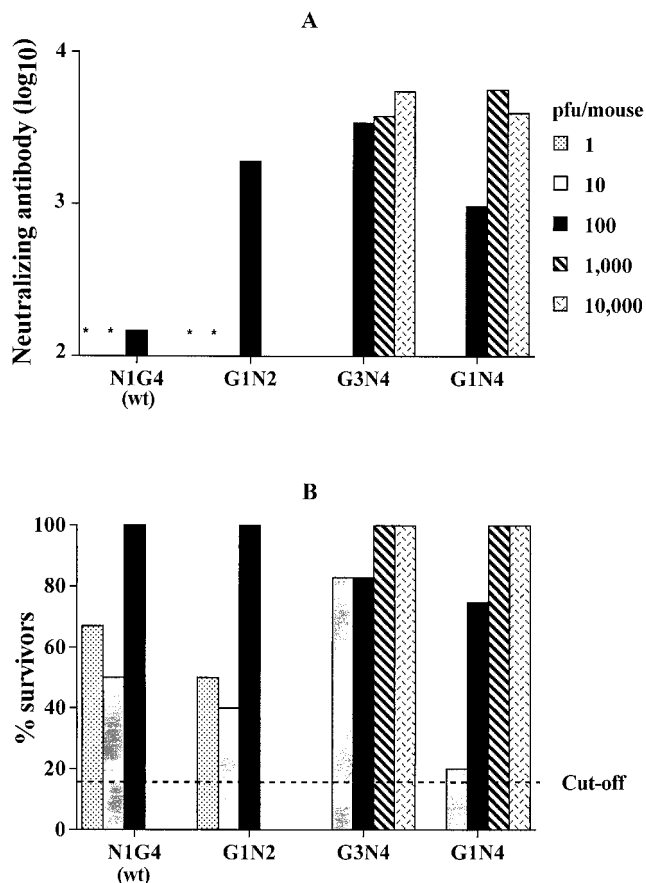 A
Neutralizing antibody (log10)
4
3
2
* * * *
N1G4 G1N2 G3N4 G1N4
(wt)
pfu/mouse
1
10
100
1,000
10,000
B
% survivors
100
80
60
40
20
0
Cut-off
N1G4 G1N2 G3N4 G1N4
(wt)